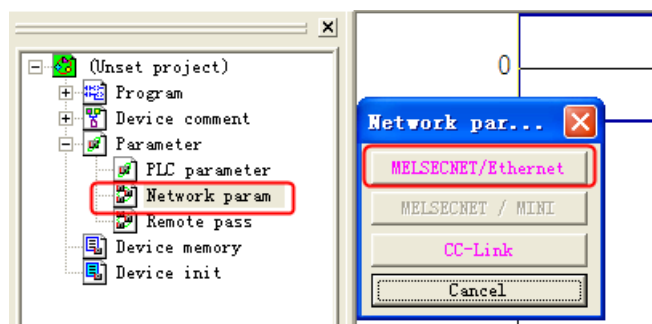 (Unset project)
Program
Device comment
Parameter
PLC parameter
Network param
Remote pass
Device memory
Device init
0
Network par...
MELSECNET/Ethernet
MELSECNET / MINI
CC-Link
Cancel